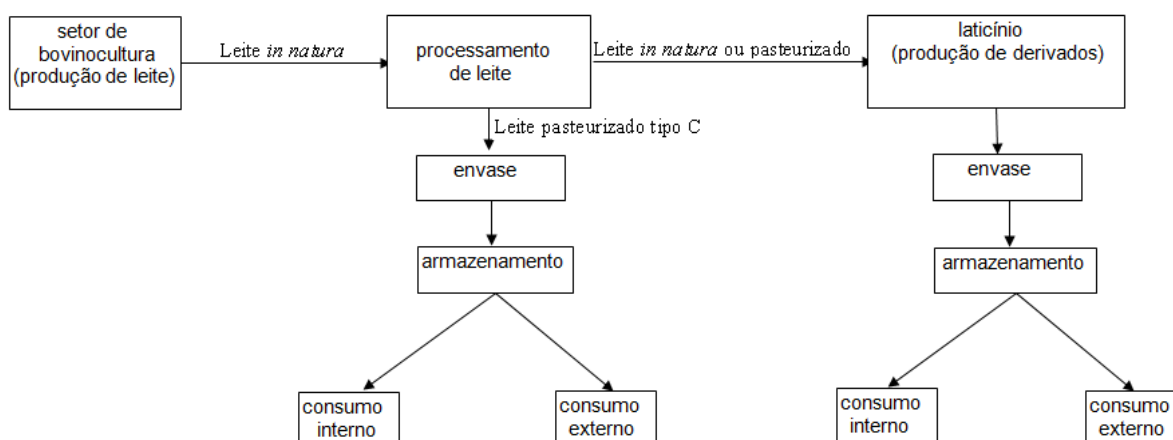 setor de
bovinocultura
(produção de leite)
Leite in natura
processamento
de leite
Leite in natura ou pasteurizado
laticínio
(produção de derivados)
Leite pasteurizado tipo C
envase
envase
armazenamento
armazenamento
consumo
interno
consumo
externo
consumo
interno
consumo
externo